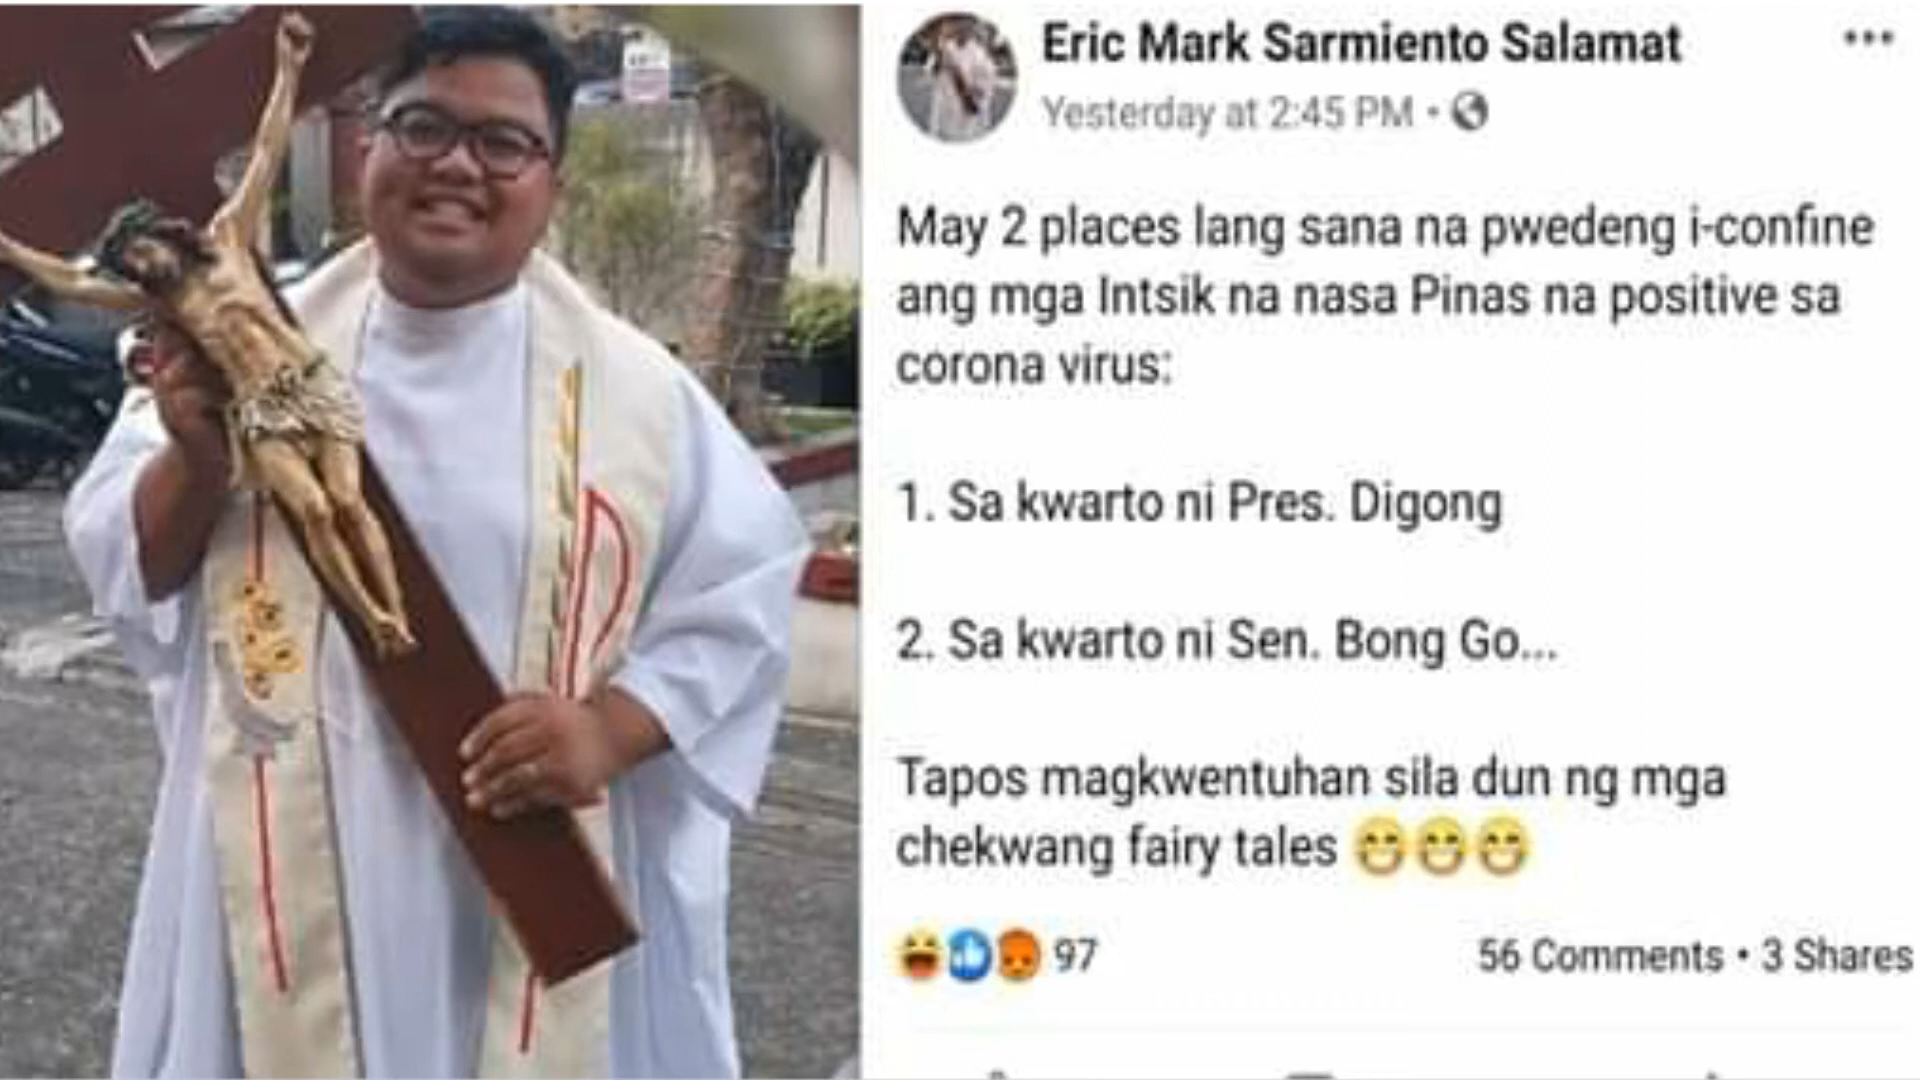 Eric Mark Sarmiento Salamat
Yesterday at 2:45 PM
May 2 places lang sana na pwedeng i-confine
ang mga Intsik na nasa Pinas na positive sa
corona virus:
1. Sa kwarto ni Pres. Digong
2. Sa kwarto ni Sen. Bong Go...
Tapos magkwentuhan sila dun ng mga
chekwang fairy tales 😁😁😁
97
56 Comments • 3 Shares